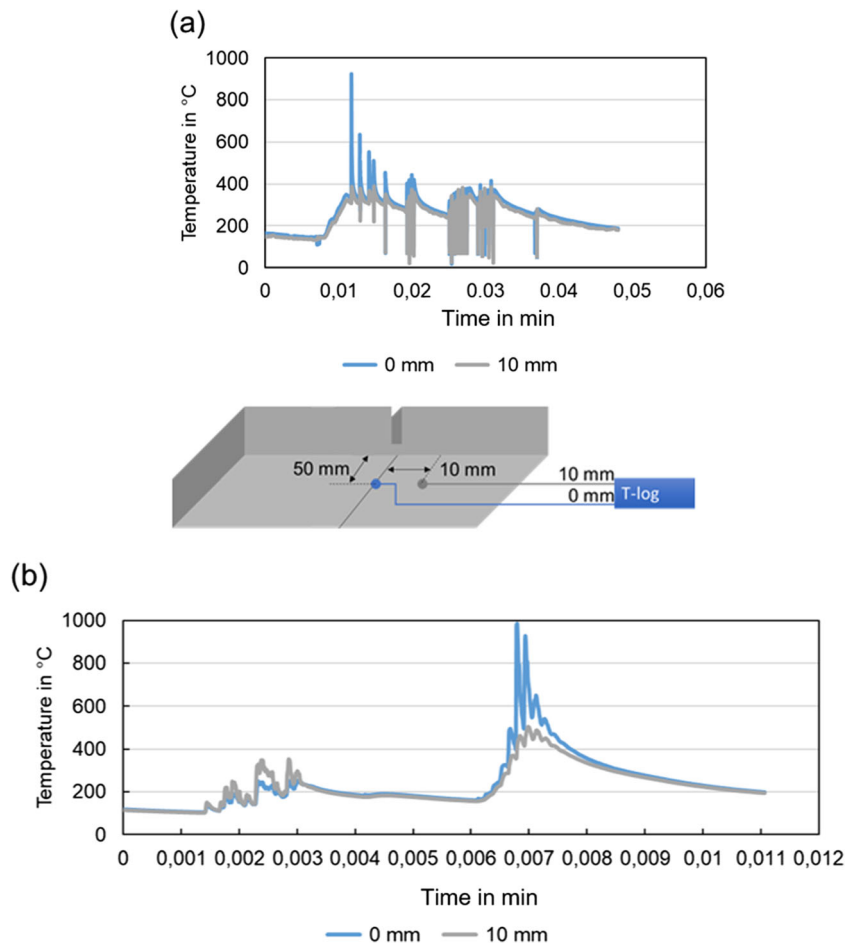 (a)
1000
800
600
400
200
0
Temperature in °C
0 0,01 0,02 0.03 0.04 0,05 0,06
Time in min
0 mm 10 mm
50 mm 10 mm
10 mm
0 mm
T-log
(b)
1000
800
600
400
200
0
Temperature in °C
0 0,001 0,002 0,003 0,004 0,005 0,006 0,007 0,008 0,009 0,01 0,011 0,012
Time in min
0 mm 10 mm